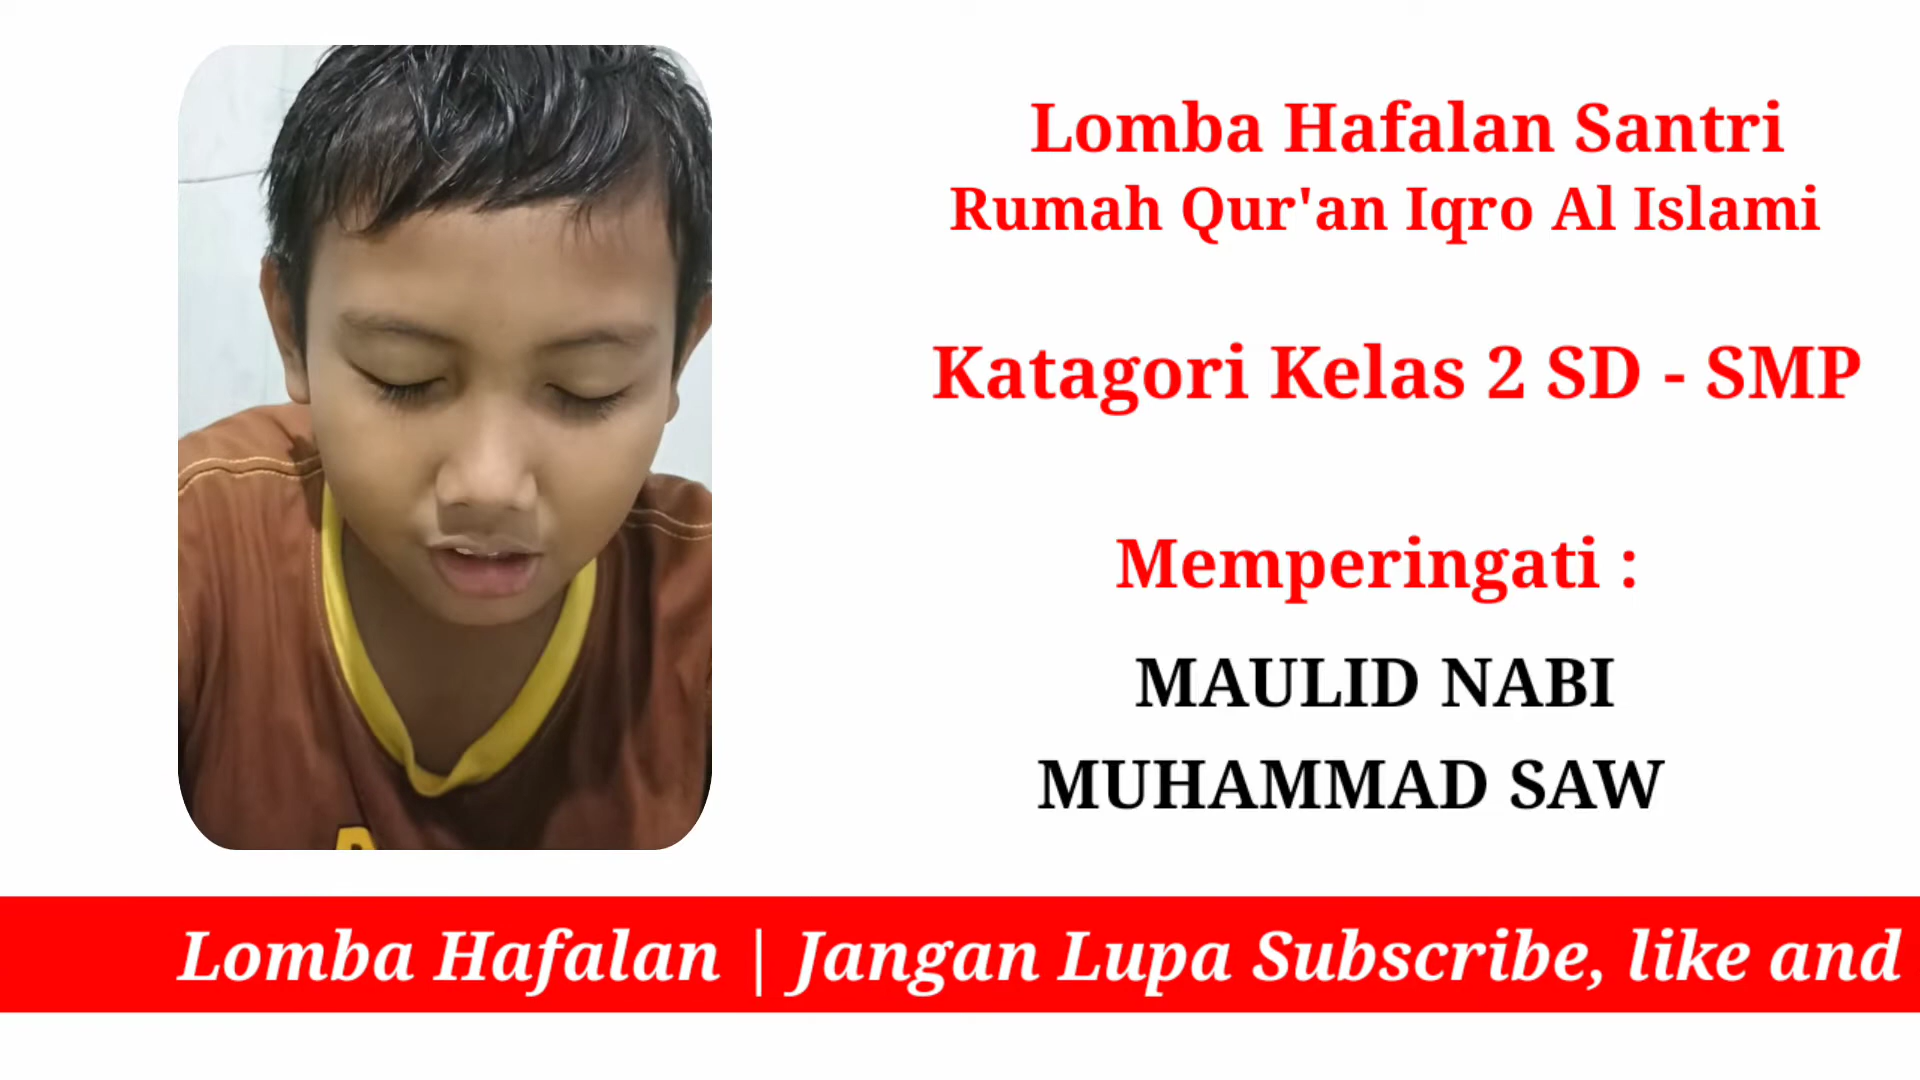 Lomba Hafalan Santri
Rumah Qur'an Iqro Al Islami
Katagori Kelas 2 SD - SMP
Memperingati :
MAULID NABI
MUHAMMAD SAW
Lomba Hafalan | Jangan Lupa Subscribe, like and